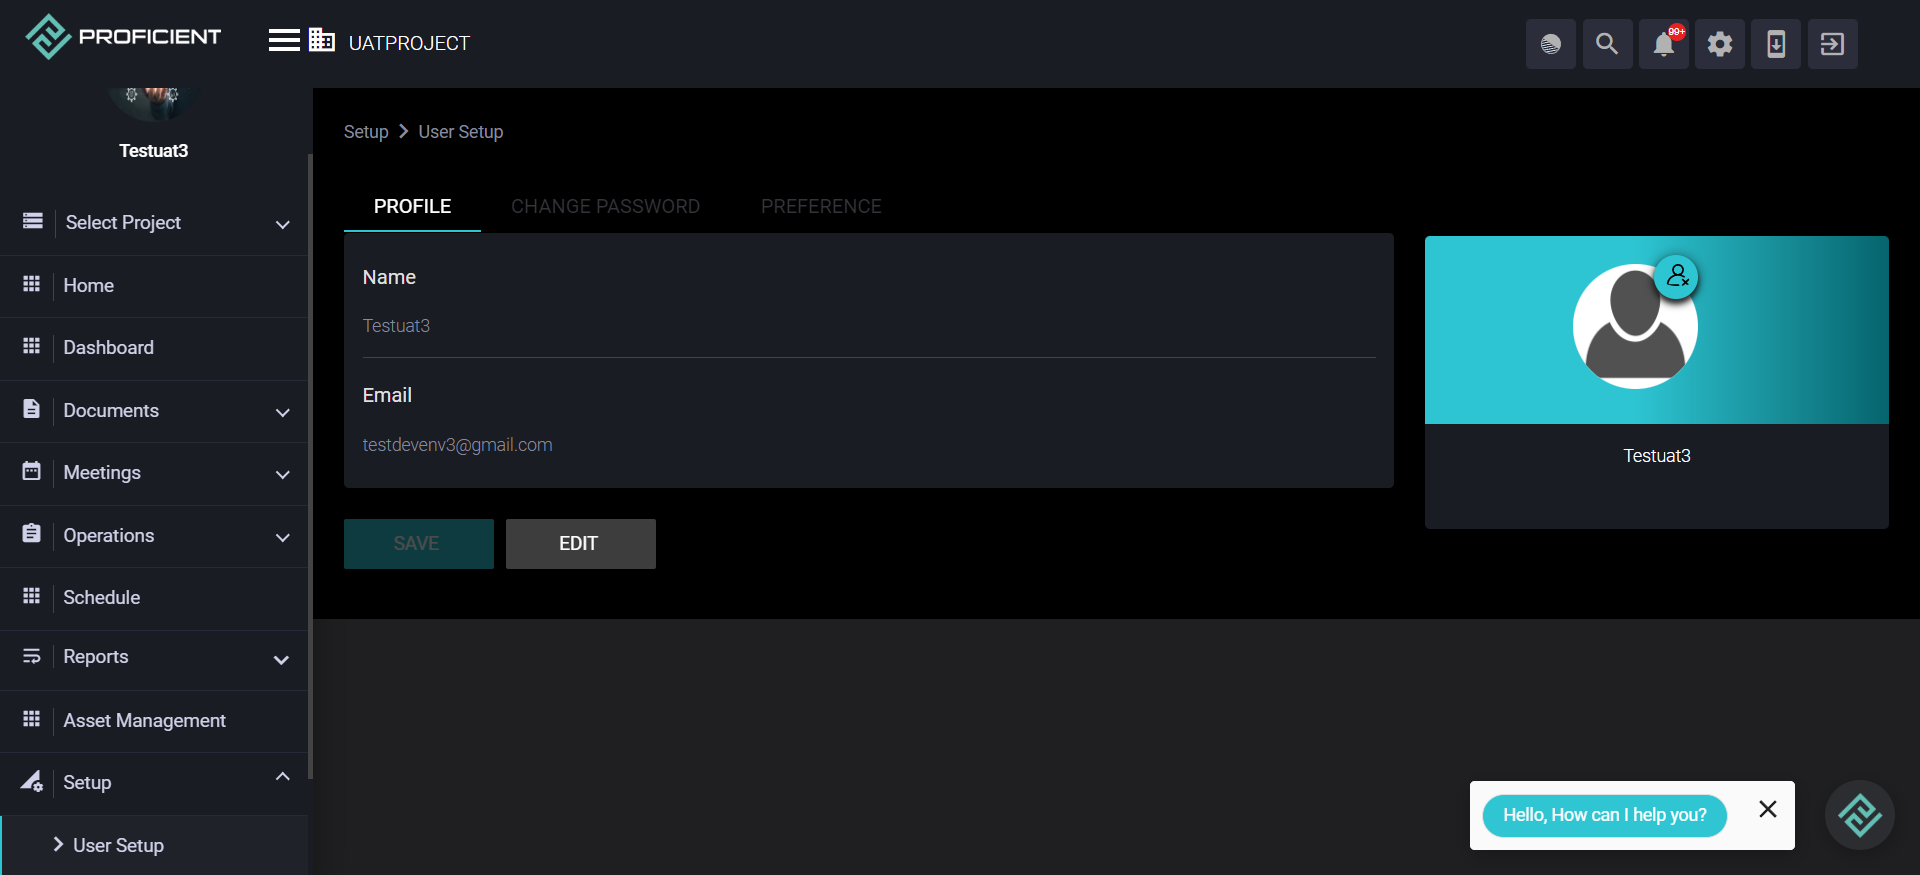 PROFICIENT
UATPROJECT
99+
Testuat3
Select Project
Home
Dashboard
Documents
Meetings
Operations
Schedule
Reports
Asset Management
Setup
User Setup
Setup > User Setup
PROFILE CHANGE PASSWORD PREFERENCE
Name
Testuat3
Email
testdevenv3@gmail.com
SAVE EDIT
Testuat3
Hello, How can I help you?